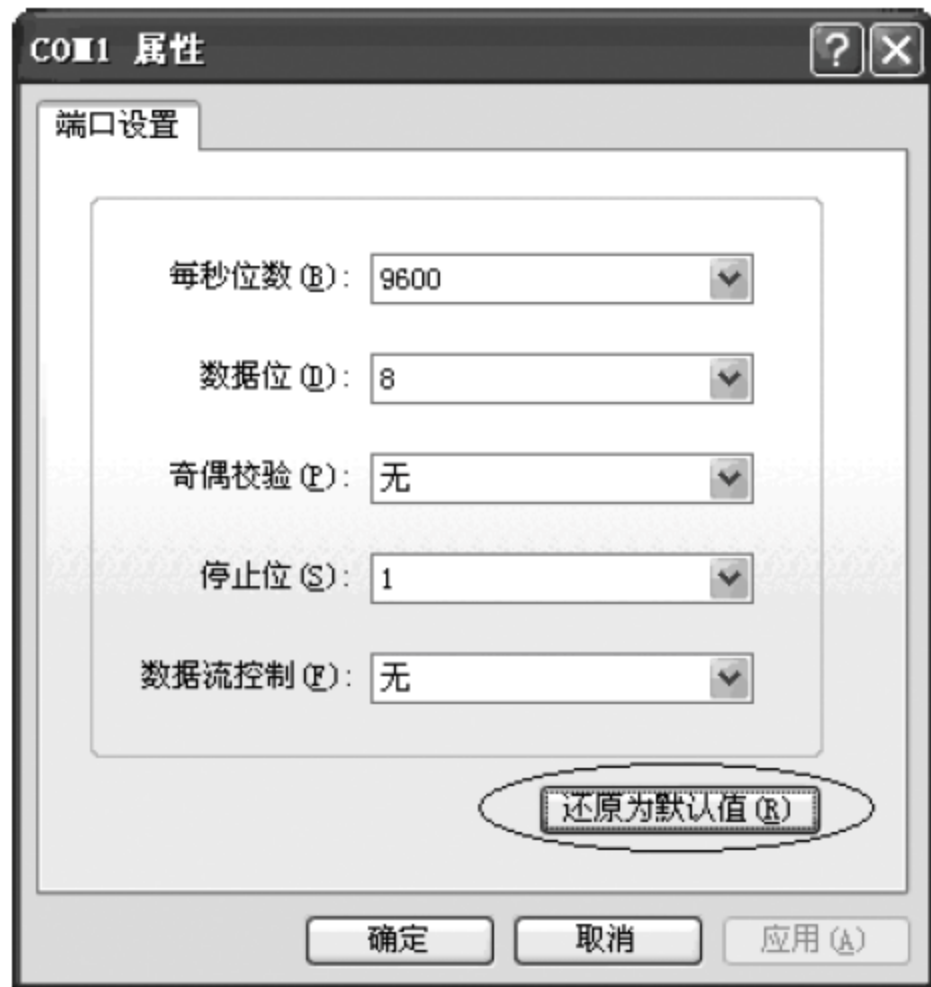 COM1 属性
端口设置
每秒位数(B): 9600
数据位(D): 8
奇偶校验(P): 无
停止位(S): 1
数据流控制(F): 无
还原为默认值(R)
确定 取消 应用(A)